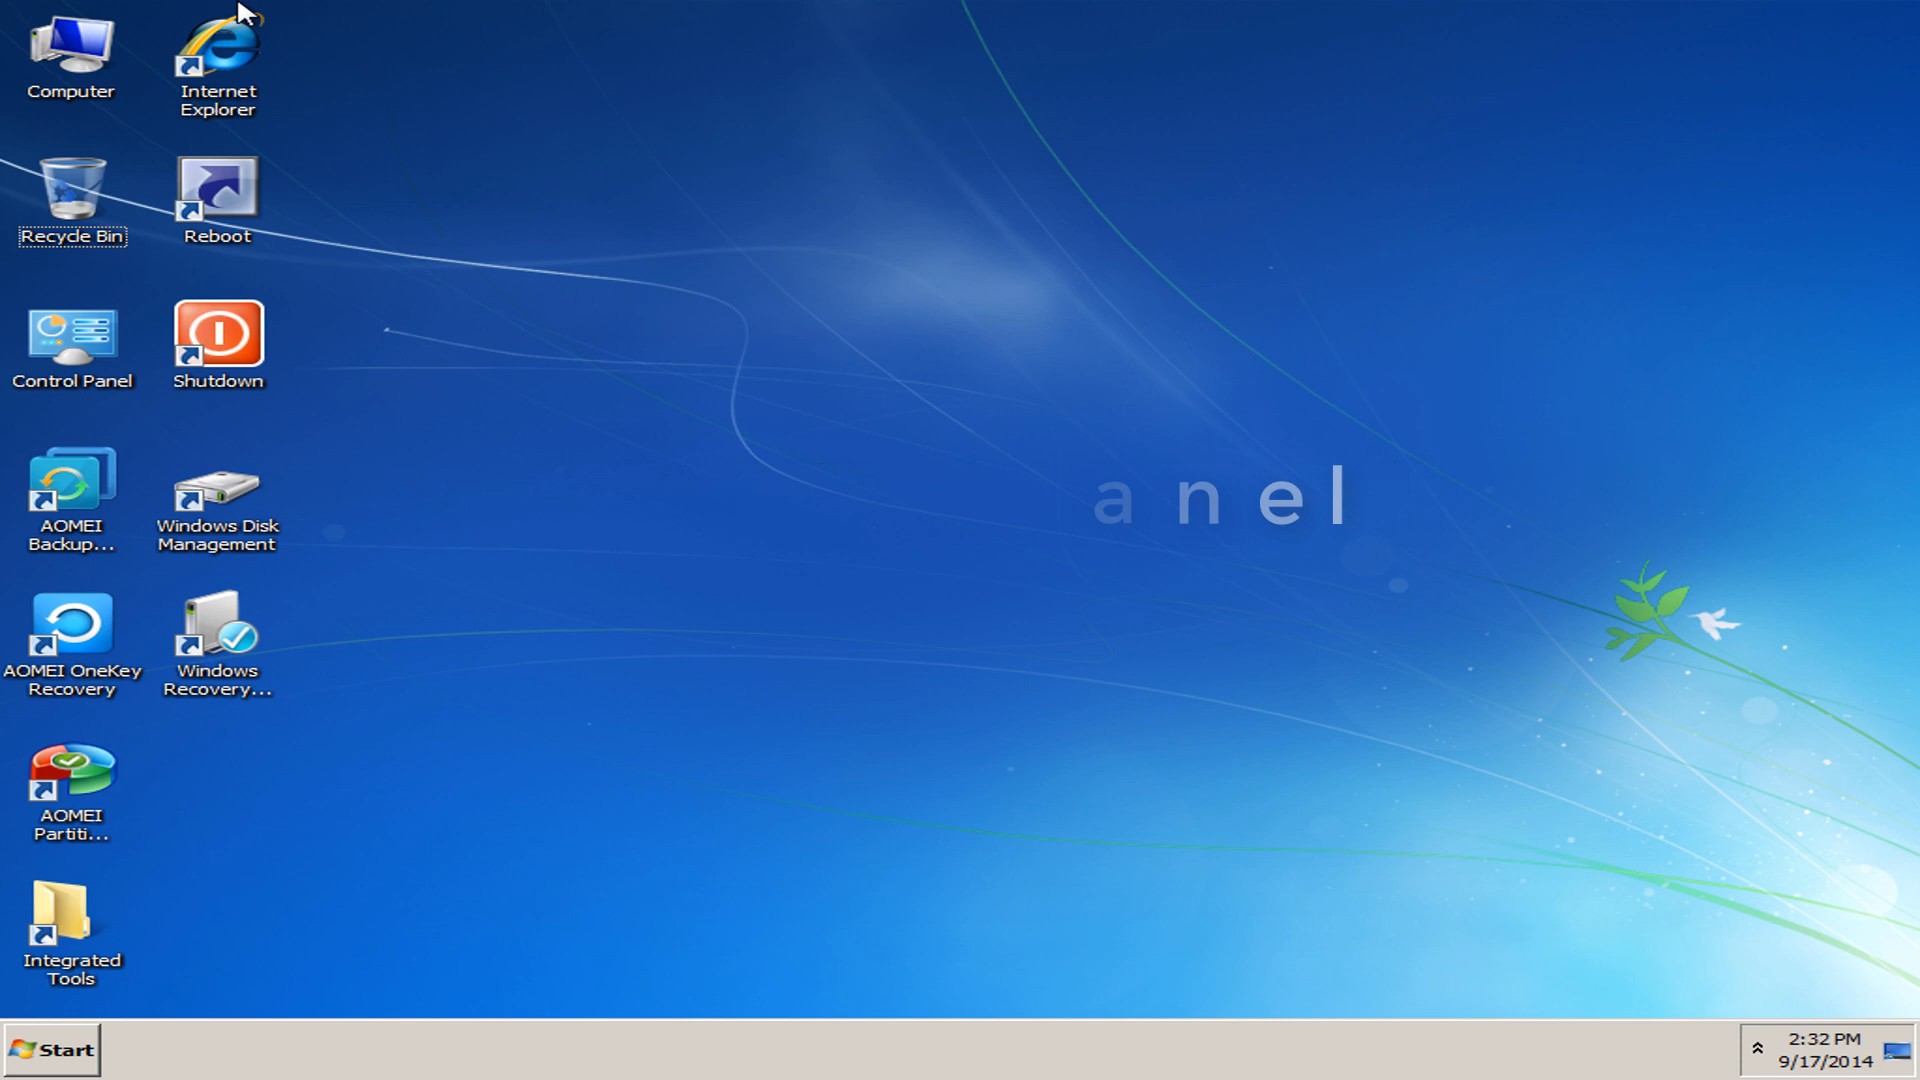 Computer
Internet
Explorer
Recycle Bin
Reboot
Control Panel
Shutdown
a n e l
AOMEI
Backup...
Windows Disk
Management
AOMEI OneKey
Recovery
Windows
Recovery...
AOMEI
Partiti...
Integrated
Tools
Start
2:32 PM
9/17/2014